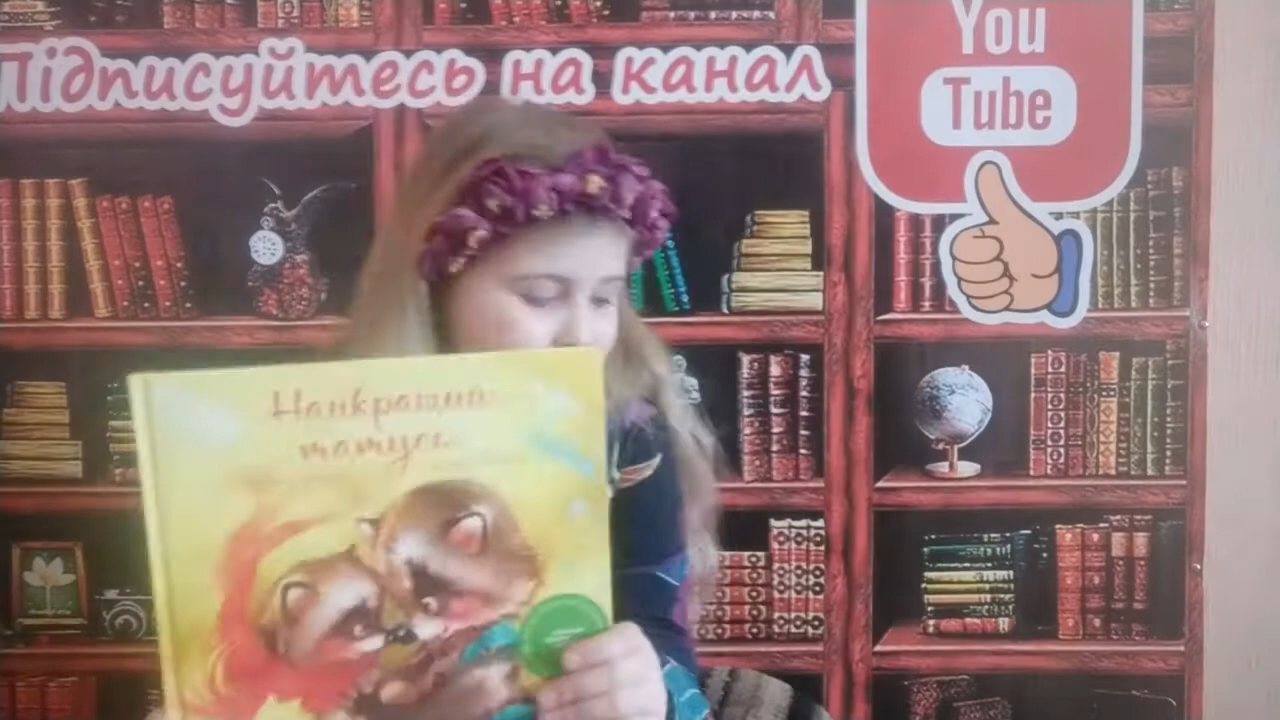 Підписуйтесь на канал
You
Tube
Найкращий
татусь